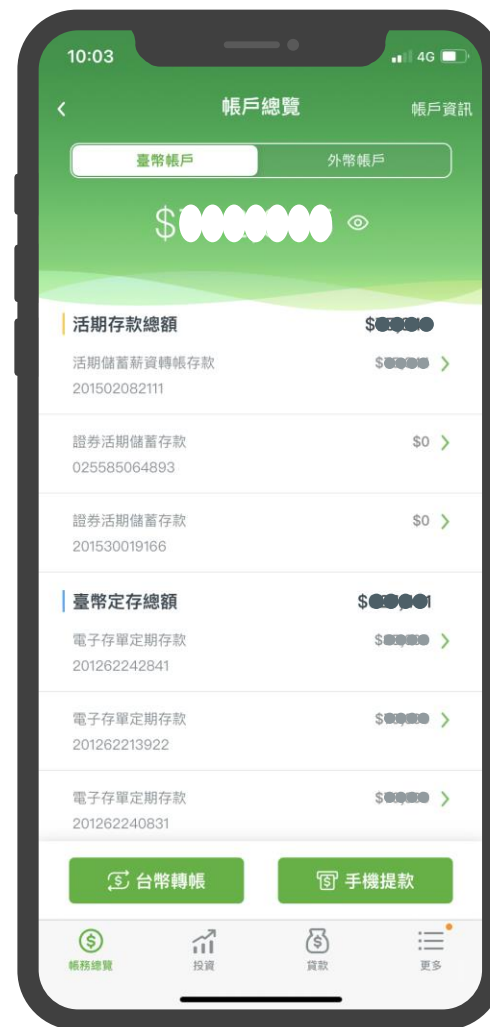 10:03
4G
帳戶總覽
帳戶資訊
臺幣帳戶
外幣帳戶
$
活期存款總額 $
活期儲蓄薪資轉帳存款 $
201502082111
證券活期儲蓄存款 $0
025585064893
證券活期儲蓄存款 $0
201530019166
臺幣定存總額 $
電子存單定期存款 $
201262242841
電子存單定期存款 $
201262213922
電子存單定期存款 $
201262240831
台幣轉帳
手機提款
帳務總覽
投資
貸款
更多